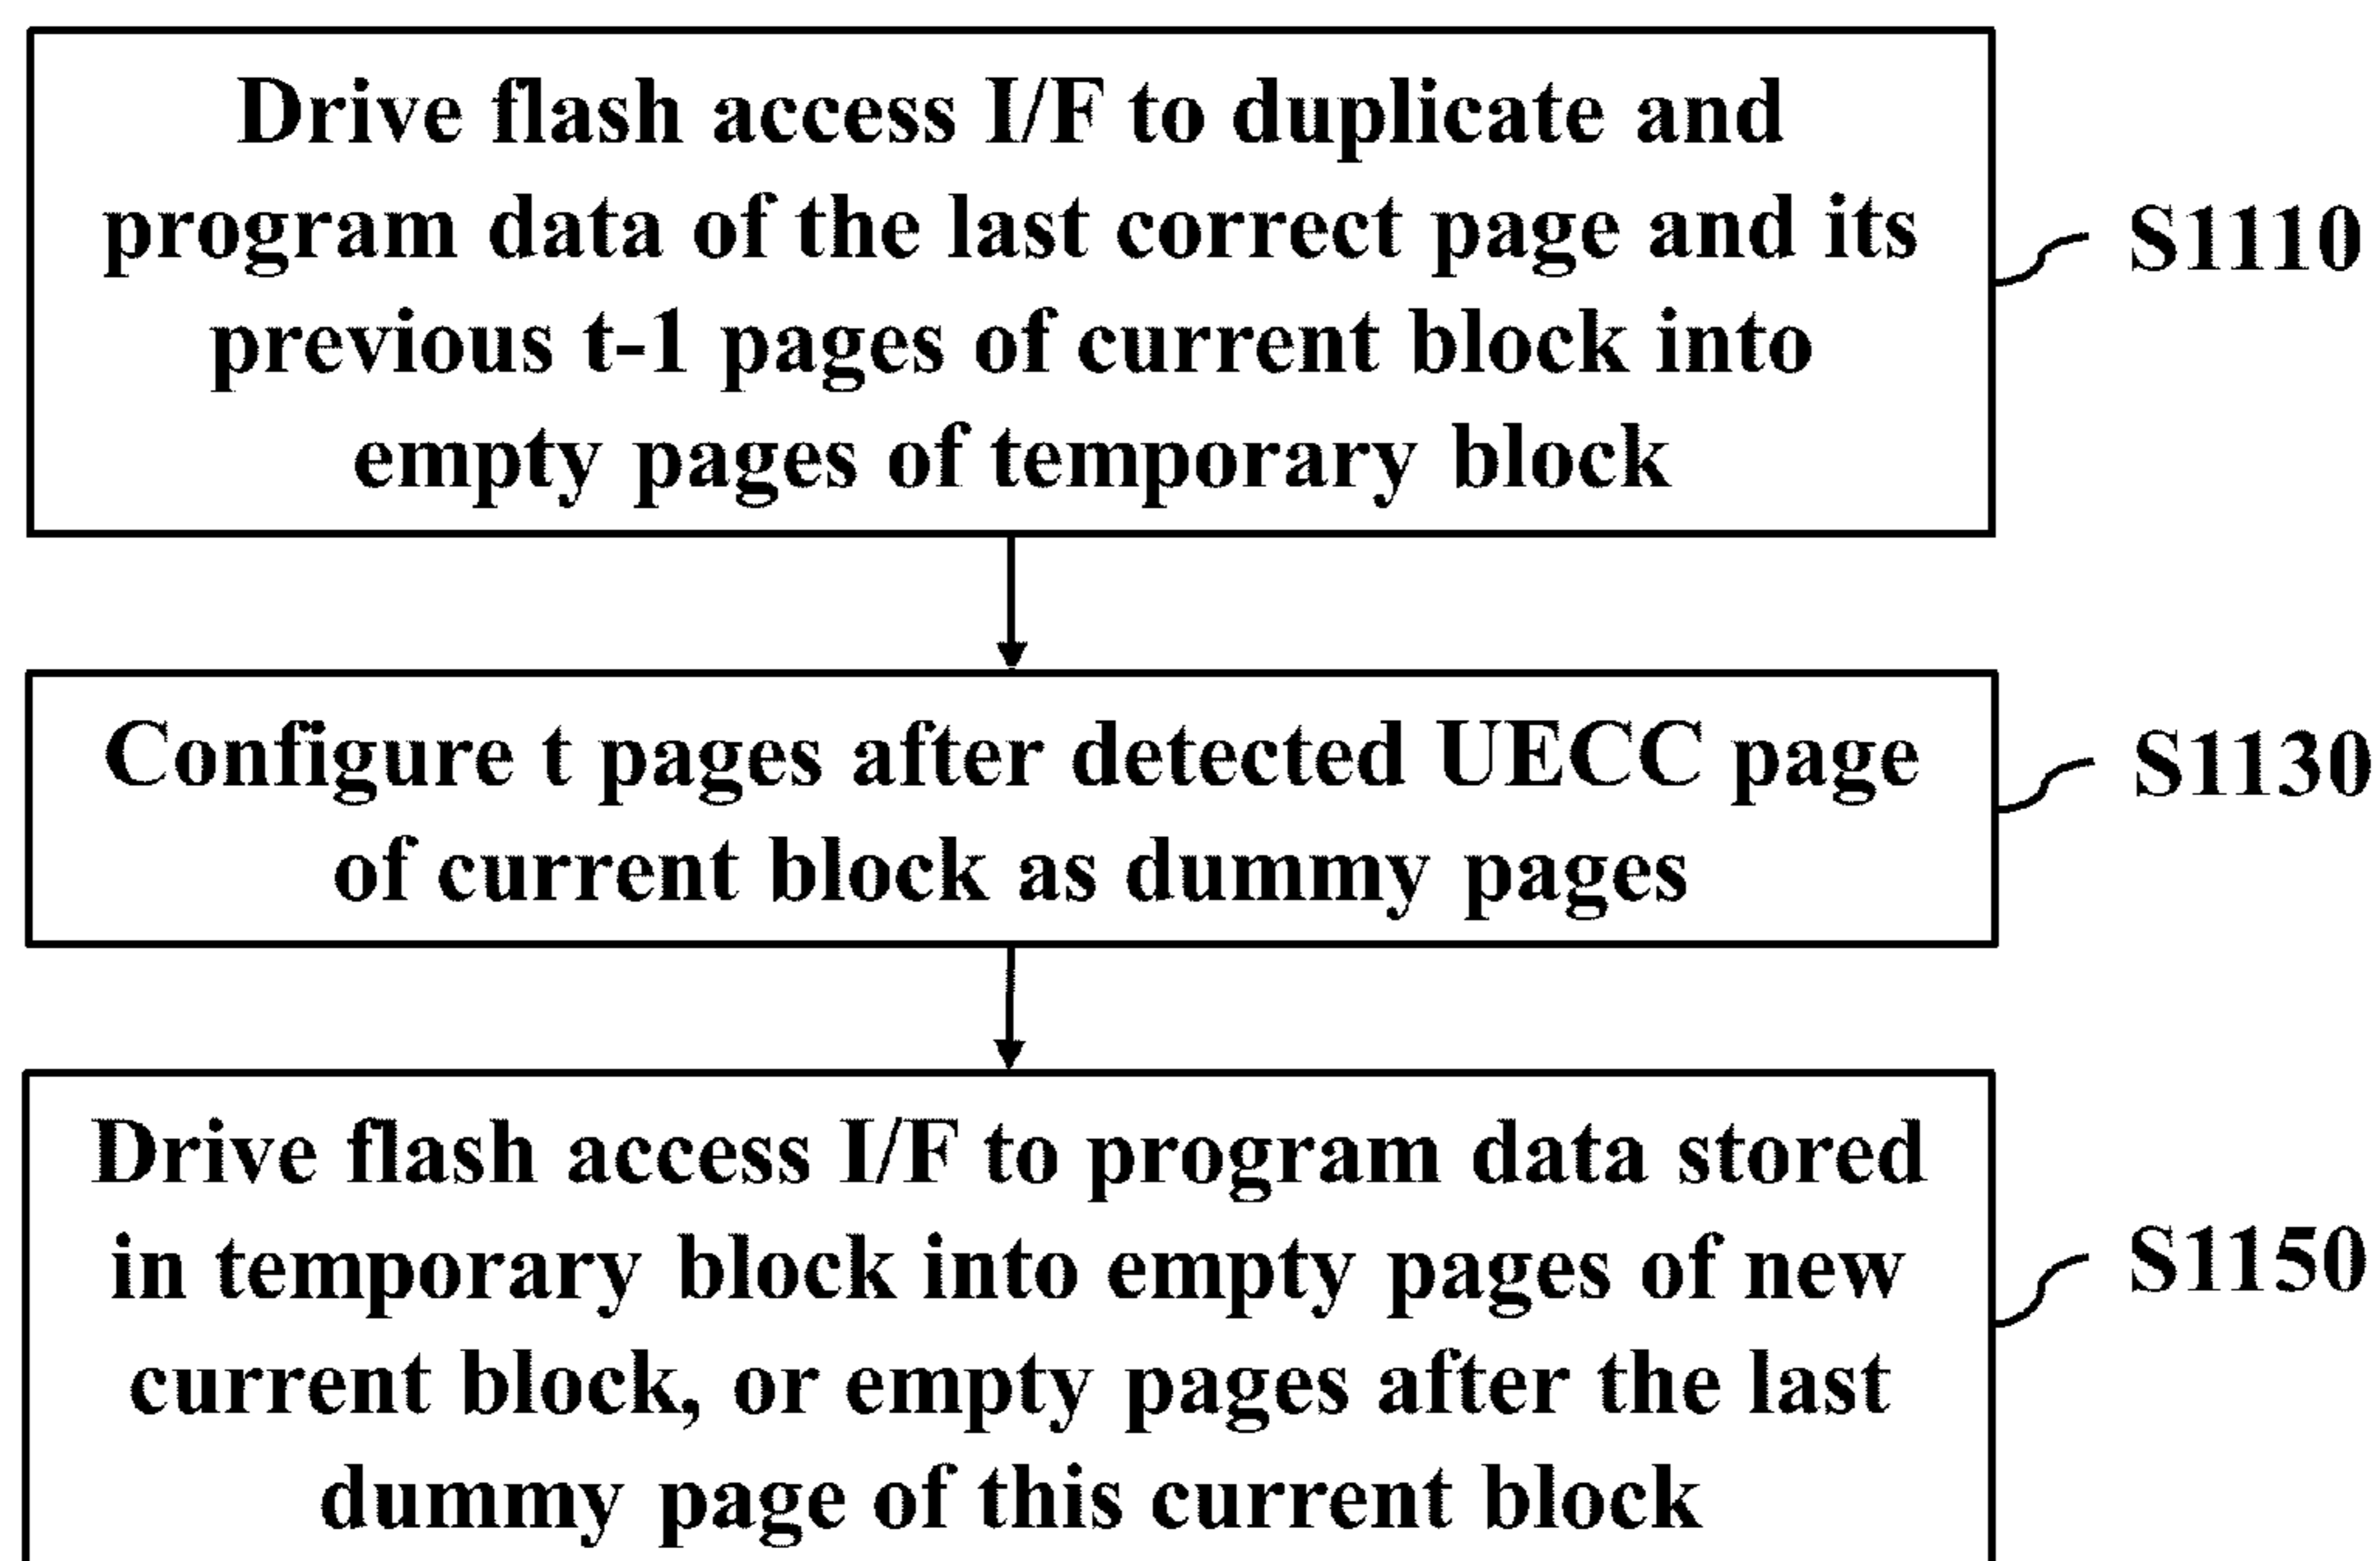 Drive flash access I/F to duplicate and
program data of the last correct page and its
previous t-1 pages of current block into
empty pages of temporary block
S1110
Configure t pages after detected UECC page
of current block as dummy pages
S1130
Drive flash access I/F to program data stored
in temporary block into empty pages of new
current block, or empty pages after the last
dummy page of this current block
S1150